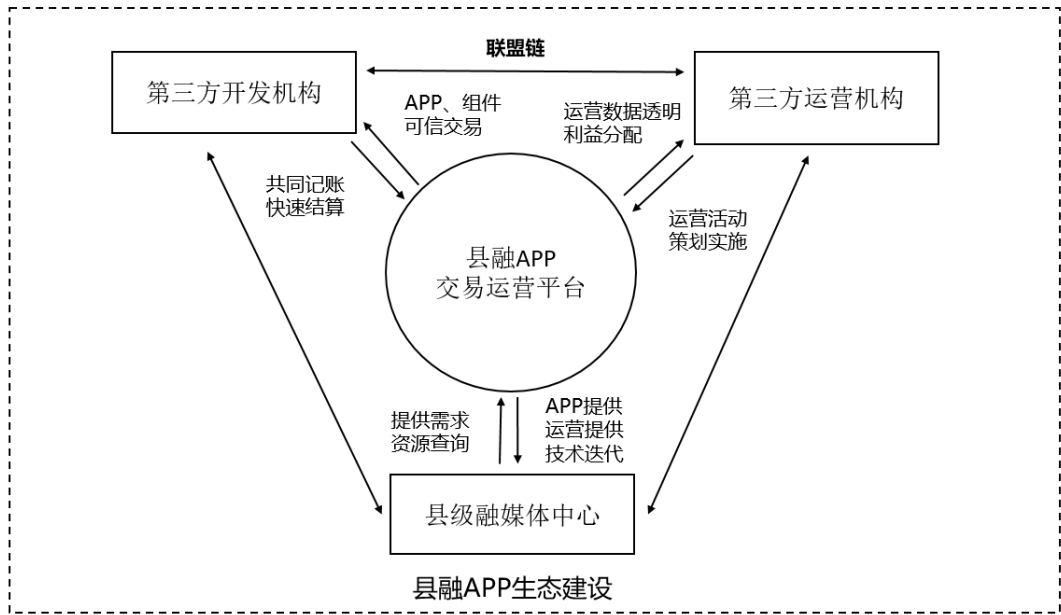 联盟链
第三方开发机构
第三方运营机构
APP、组件
可信交易
运营数据透明
利益分配
共同记账
快速结算
运营活动
策划实施
县融APP
交易运营平台
提供需求
资源查询
APP提供
运营提供
技术迭代
县级融媒体中心
县融APP生态建设